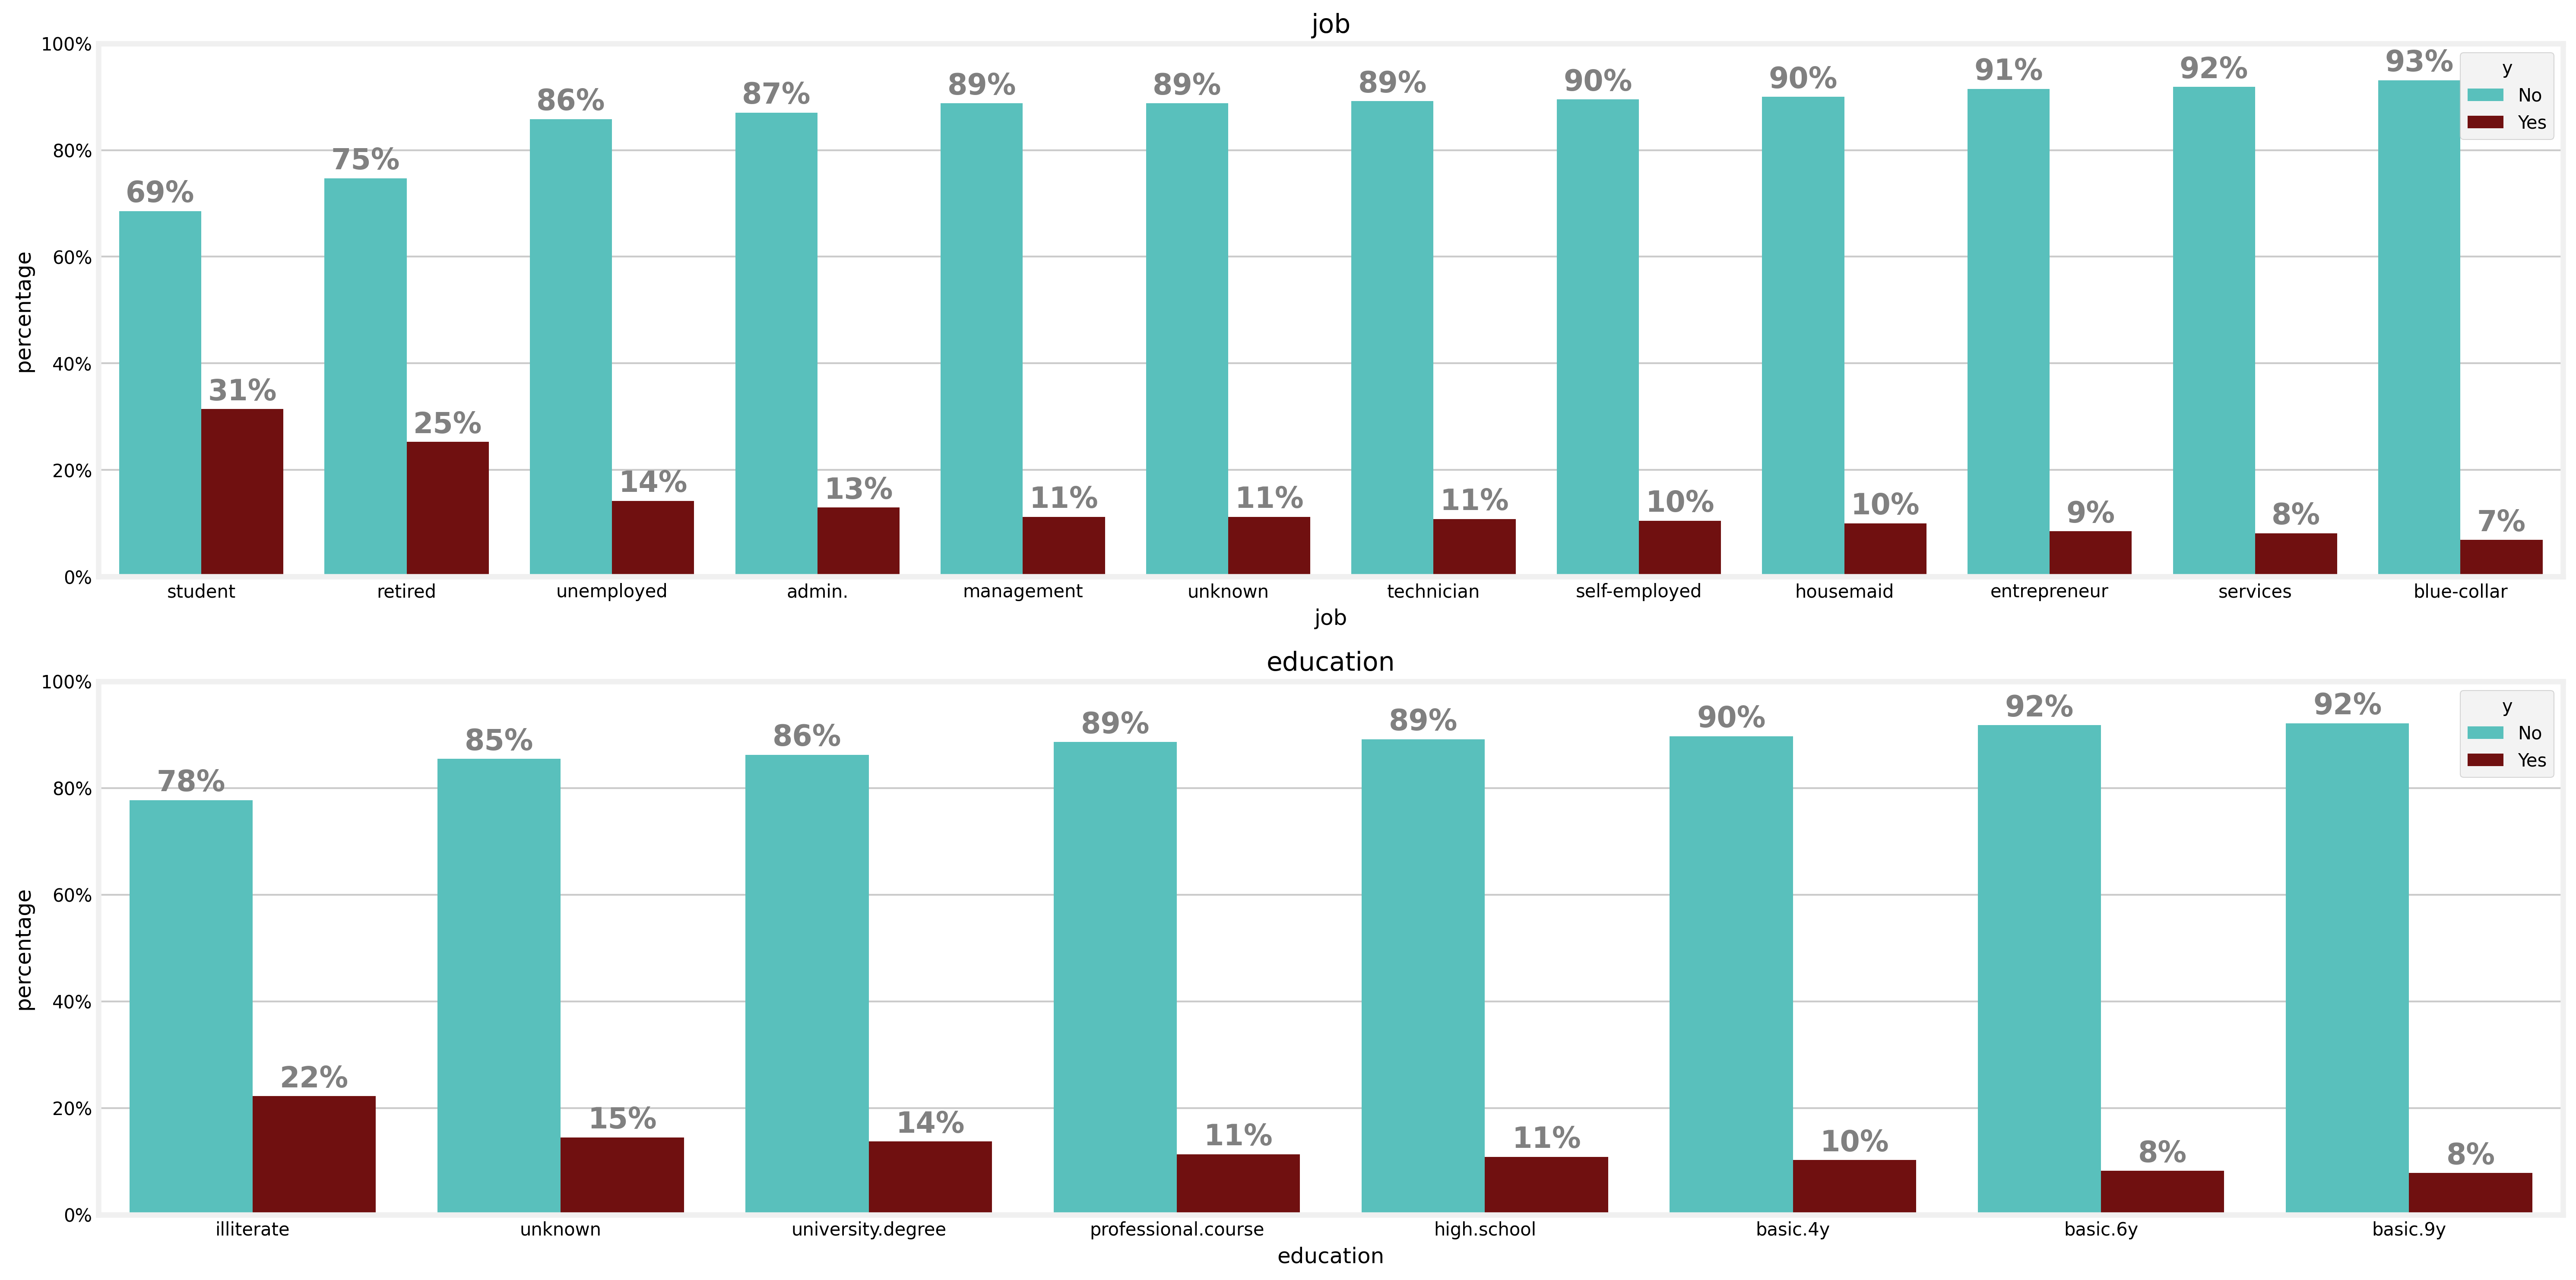 job
100%
80%
60%
40%
20%
0%
percentage
69% 75% 86% 87% 89% 89% 89% 90% 90% 91% 92% 93%
31% 25% 14% 13% 11% 11% 11% 10% 10% 9% 8% 7%
y
No
Yes
student retired unemployed admin. management unknown technician self-employed housemaid entrepreneur services blue-collar
job
education
100%
80%
60%
40%
20%
0%
percentage
78% 85% 86% 89% 89% 90% 92% 92%
22% 15% 14% 11% 11% 10% 8% 8%
y
No
Yes
illiterate unknown university.degree professional.course high.school basic.4y basic.6y basic.9y
education